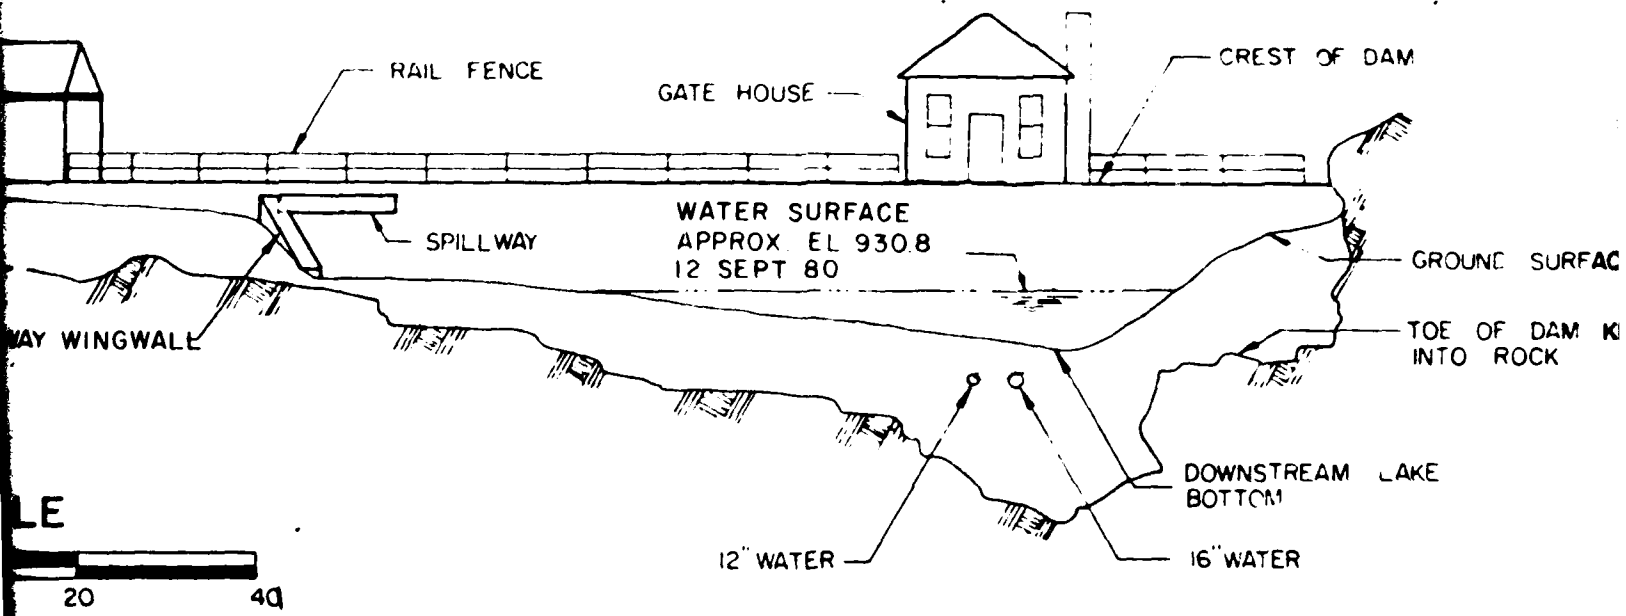 RAIL FENCE
GATE HOUSE
CREST OF DAM
WATER SURFACE
APPROX. EL 930.8
12 SEPT 80
SPILLWAY
GROUND SURFAC
WAY WINGWALL
TOE OF DAM K
INTO ROCK
DOWNSTREAM LAKE
BOTTOM
LE
12" WATER
16" WATER
20 40